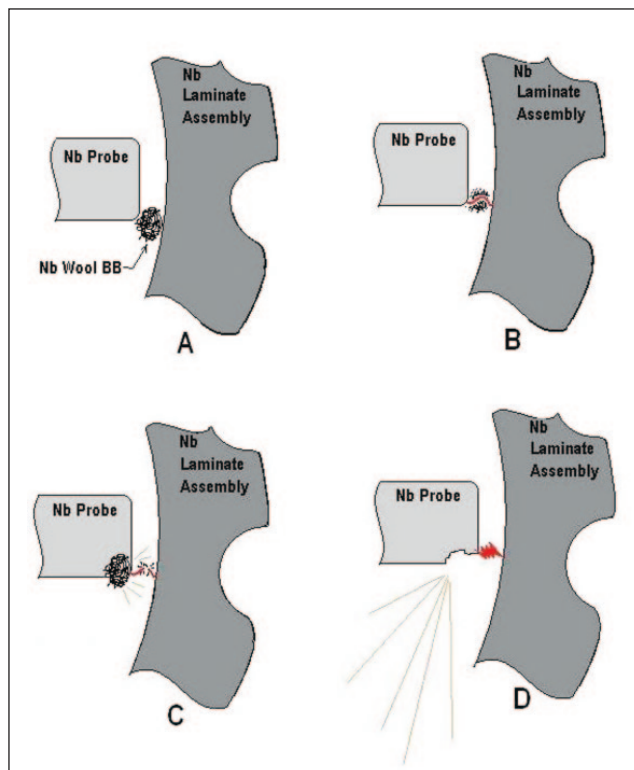 Nb
Laminate
Assembly
Nb Probe
Nb Wool BB
A
Nb
Laminate
Assembly
Nb Probe
B
Nb
Laminate
Assembly
Nb Probe
C
Nb
Laminate
Assembly
Nb Probe
D